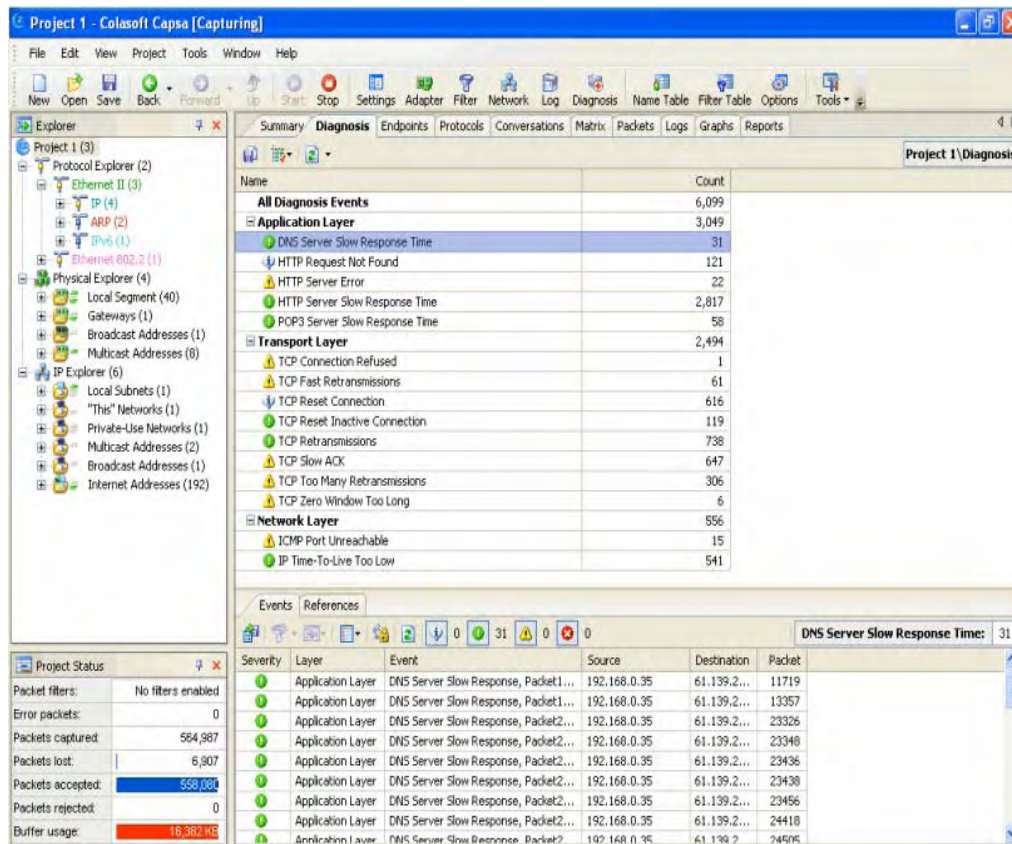 Project 1 - Colasoft Capsa [Capturing]
File Edit View Project Tools Window Help
New Open Save Back Forward Up Start Stop Settings Adapter Filter Network Log Diagnosis Name Table Filter Table Options Tools
Explorer
Project 1 (3)
Protocol Explorer (2)
Ethernet II (3)
IP (4)
ARP (2)
IPv6 (1)
Ethernet 802.2 (1)
Physical Explorer (4)
Local Segment (40)
Gateways (1)
Broadcast Addresses (1)
Multicast Addresses (8)
IP Explorer (6)
Local Subnets (1)
"This" Networks (1)
Private-Use Networks (1)
Multicast Addresses (2)
Broadcast Addresses (1)
Internet Addresses (192)
Summary Diagnosis Endpoints Protocols Conversations Matrix Packets Logs Graphs Reports
Project 1\Diagnosis
Name Count
All Diagnosis Events 6,099
Application Layer 3,049
DNS Server Slow Response Time 31
HTTP Request Not Found 121
HTTP Server Error 22
HTTP Server Slow Response Time 2,817
POP3 Server Slow Response Time 58
Transport Layer 2,494
TCP Connection Refused 1
TCP Fast Retransmissions 61
TCP Reset Connection 616
TCP Reset Inactive Connection 119
TCP Retransmissions 738
TCP Slow ACK 647
TCP Too Many Retransmissions 306
TCP Zero Window Too Long 6
Network Layer 556
ICMP Port Unreachable 15
IP Time-To-Live Too Low 541
Project Status
Packet filters: No filters enabled
Error packets: 0
Packets captured: 564,987
Packets lost: 6,907
Packets accepted: 558,080
Packets rejected: 0
Buffer usage: 16,382 KB
Events References
0 31 0 0
DNS Server Slow Response Time: 31
Severity Layer Event Source Destination Packet
Application Layer DNS Server Slow Response, Packet1... 192.168.0.35 61.139.2... 11719
Application Layer DNS Server Slow Response, Packet1... 192.168.0.35 61.139.2... 13357
Application Layer DNS Server Slow Response, Packet2... 192.168.0.35 61.139.2... 23326
Application Layer DNS Server Slow Response, Packet2... 192.168.0.35 61.139.2... 23348
Application Layer DNS Server Slow Response, Packet2... 192.168.0.35 61.139.2... 23436
Application Layer DNS Server Slow Response, Packet2... 192.168.0.35 61.139.2... 23438
Application Layer DNS Server Slow Response, Packet2... 192.168.0.35 61.139.2... 23456
Application Layer DNS Server Slow Response, Packet2... 192.168.0.35 61.139.2... 24418
Application Layer DNS Server Slow Response, Packet2... 192.168.0.35 61.139.2... 24505